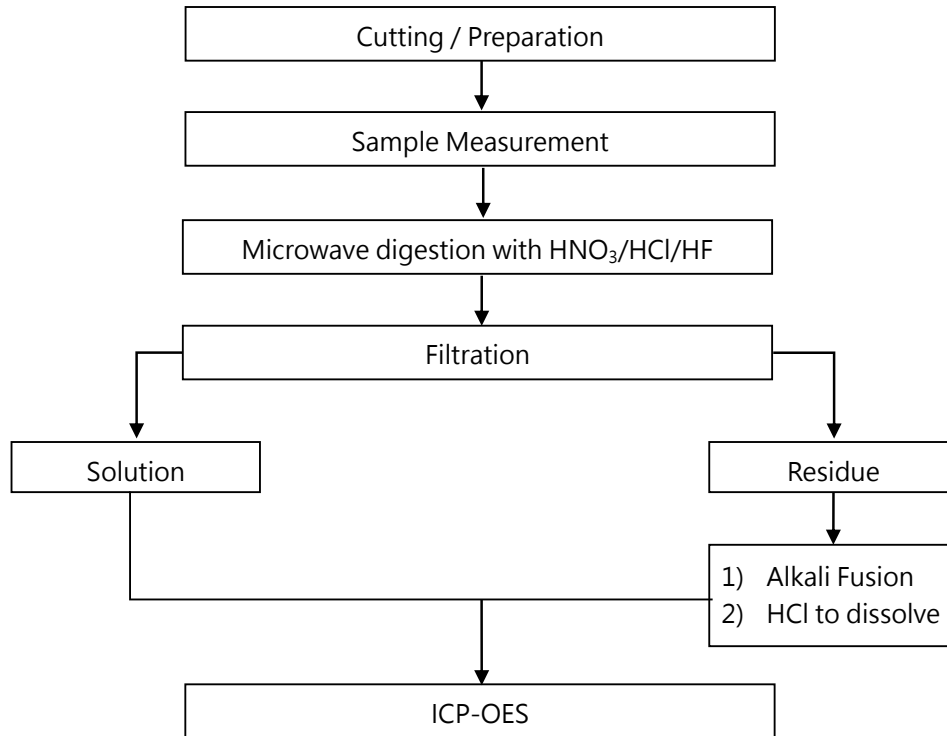 Cutting / Preparation
Sample Measurement
Microwave digestion with HNO₃/HCl/HF
Filtration
Solution
Residue
1) Alkali Fusion
2) HCl to dissolve
ICP-OES